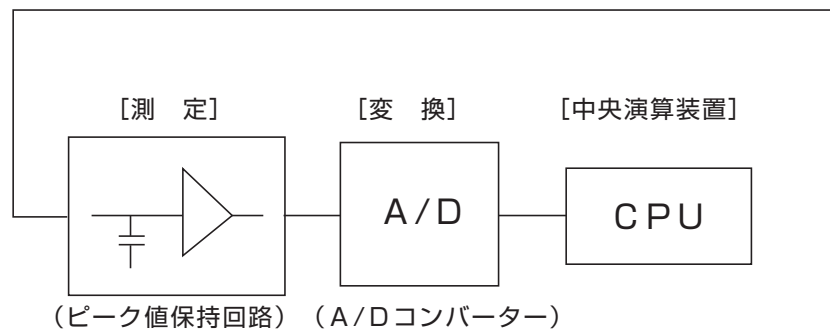 [測　定]　[変　換]　[中央演算装置]
A/D　CPU
(ピーク値保持回路)　(A/Dコンバーター)